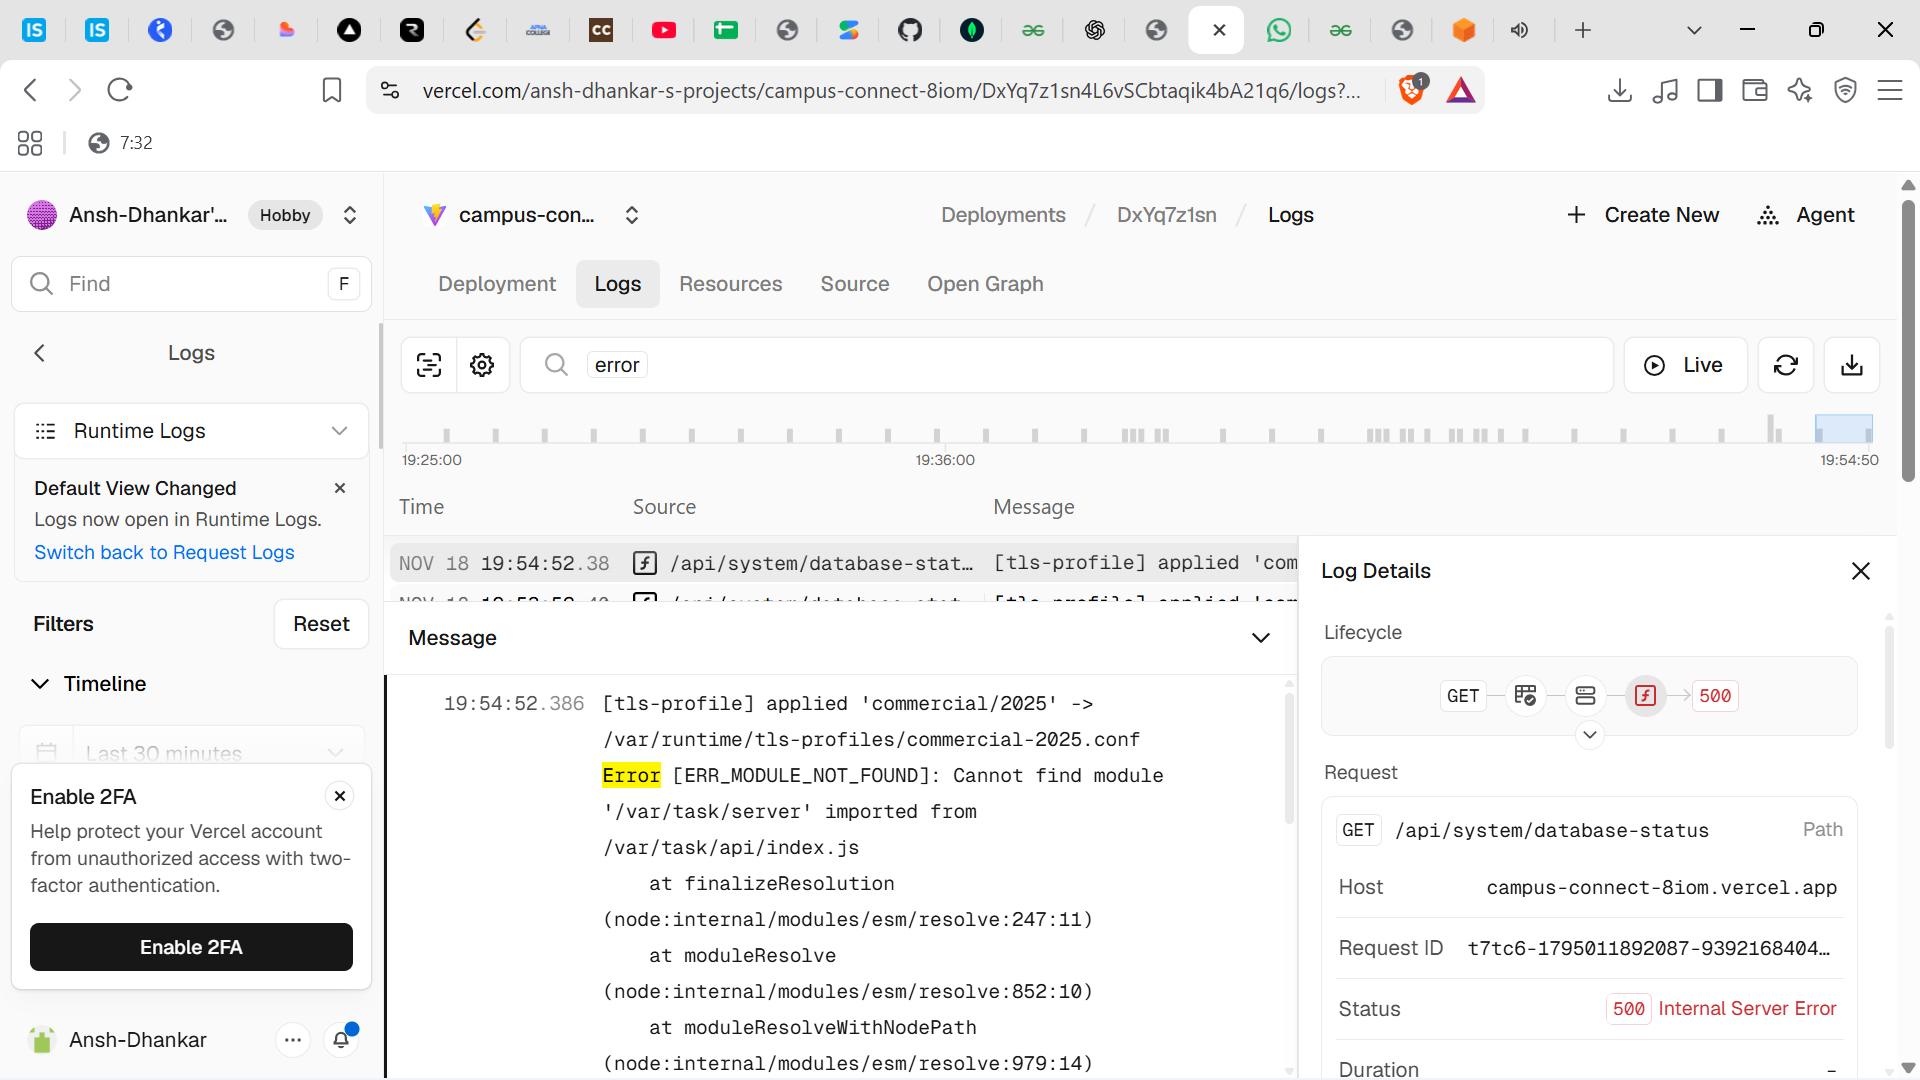 IS
IS
R
CC
vercel.com/ansh-dhankar-s-projects/campus-connect-8iom/DxYq7z1sn4L6vSCbtaqik4bA21q6/logs?...
1
7:32
Ansh-Dhankar'...
Hobby
campus-con...
Deployments / DxYq7z1sn / Logs
Create New
Agent
Find
F
Deployment
Logs
Resources
Source
Open Graph
Logs
error
Live
Runtime Logs
19:25:00
19:36:00
19:54:50
Default View Changed
Logs now open in Runtime Logs.
Switch back to Request Logs
Time
Source
Message
NOV 18 19:54:52.38
/api/system/database-stat...
[tls-profile] applied 'com
Filters
Reset
Timeline
Last 30 minutes
Enable 2FA
Help protect your Vercel account
from unauthorized access with two-
factor authentication.
Enable 2FA
Ansh-Dhankar
Message
19:54:52.386
[tls-profile] applied 'commercial/2025' ->
/var/runtime/tls-profiles/commercial-2025.conf
Error [ERR_MODULE_NOT_FOUND]: Cannot find module
'/var/task/server' imported from
/var/task/api/index.js
at finalizeResolution
(node:internal/modules/esm/resolve:247:11)
at moduleResolve
(node:internal/modules/esm/resolve:852:10)
at moduleResolveWithNodePath
(node:internal/modules/esm/resolve:979:14)
Log Details
Lifecycle
GET
500
Request
GET /api/system/database-status
Path
Host
campus-connect-8iom.vercel.app
Request ID
t7tc6-1795011892087-9392168404...
Status
500 Internal Server Error
Duration
–